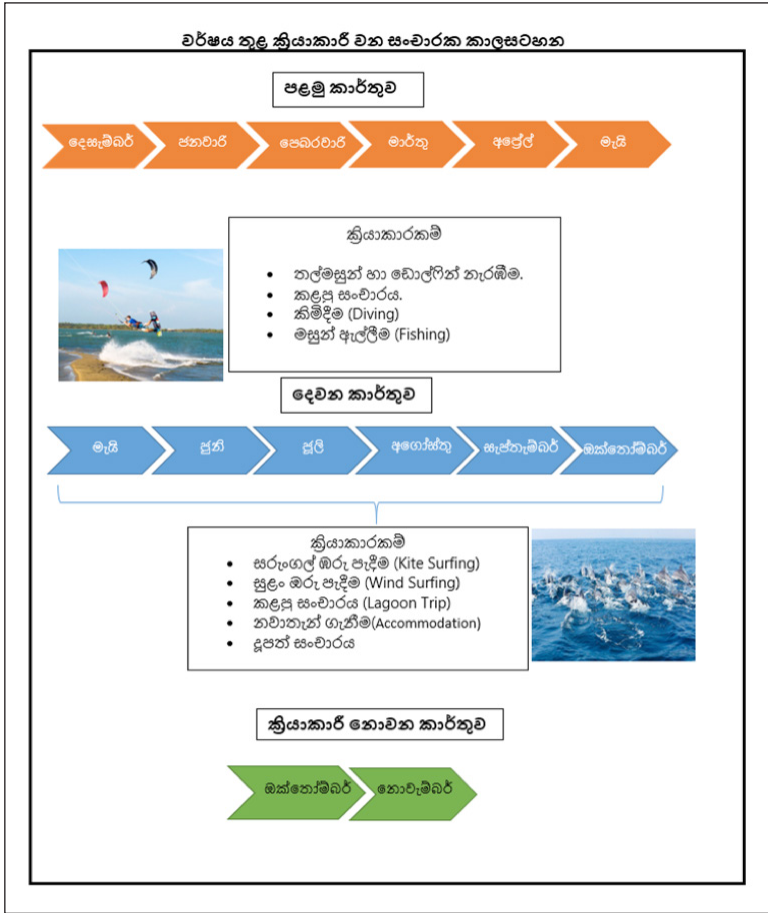 වර්ෂය තුළ ක්‍රියාකාරී වන සංචාරක කාලසටහන
පළමු කාර්තුව
දෙසැම්බර් ජනවාරි පෙබරවාරි මාර්තු අප්‍රේල් මැයි
ක්‍රියාකාරකම්
• තල්මසුන් හා ඩොල්ෆින් නැරඹීම.
• කළපු සංචාරය.
• කිමිදීම (Diving)
• මසුන් ඇල්ලීම (Fishing)
දෙවන කාර්තුව
මැයි ජුනි ජූලි අගෝස්තු සැප්තැම්බර් ඔක්තෝම්බර්
ක්‍රියාකාරකම්
• සරුංගල් ඹරු පැදීම (Kite Surfing)
• සුළං ඔරු පැදීම (Wind Surfing)
• කළපු සංචාරය (Lagoon Trip)
• නවාතැන් ගැනීම(Accommodation)
• දූපත් සංචාරය
ක්‍රියාකාරී නොවන කාර්තුව
ඔක්තෝම්බර් නොවැම්බර්